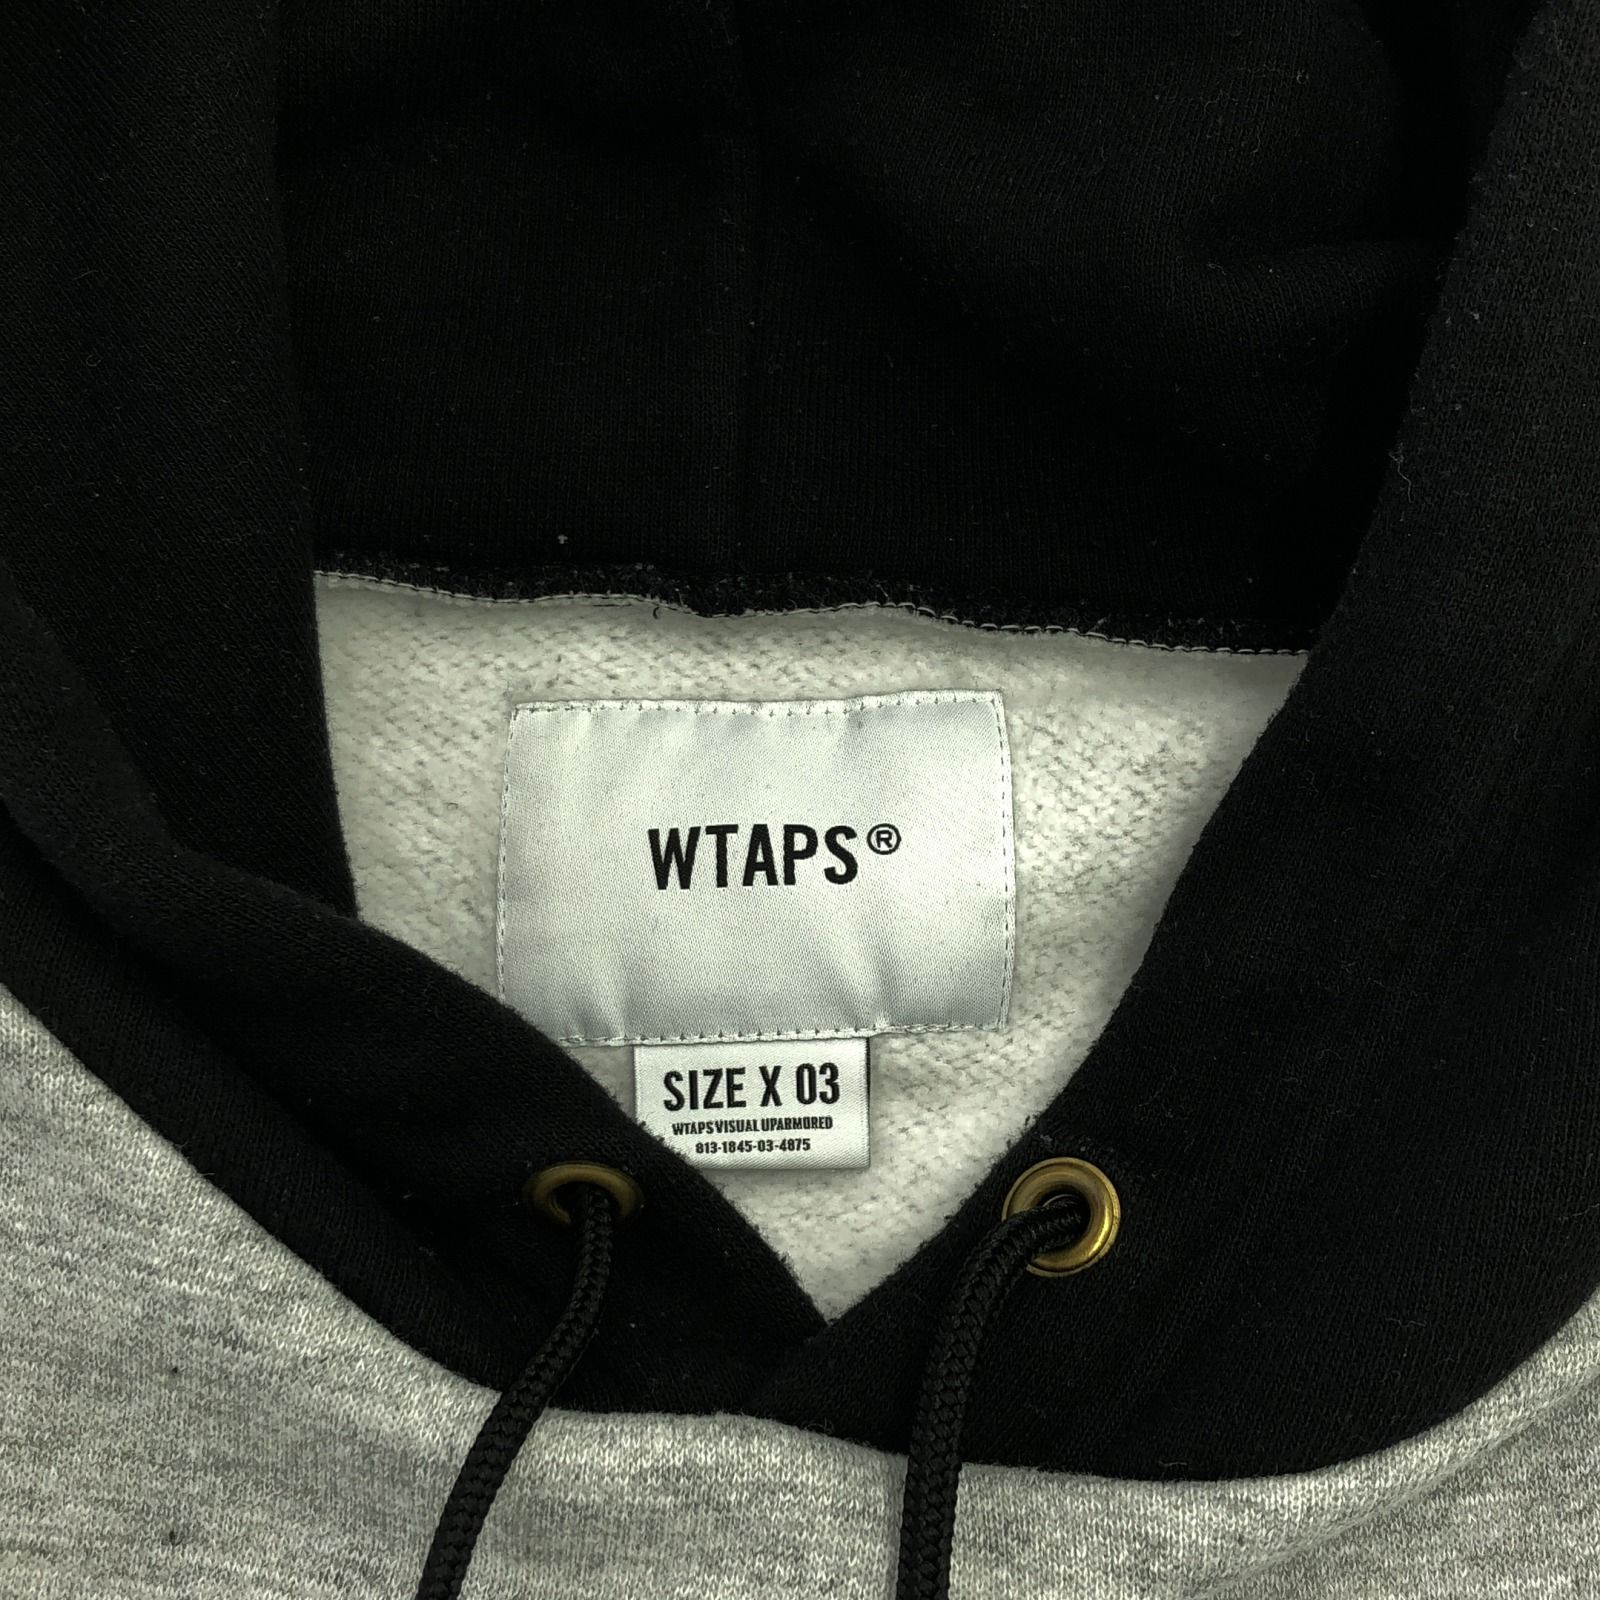 WTAPS®
SIZE X 03
WTAPS VISUAL UPARMORED
813-1845-03-4875